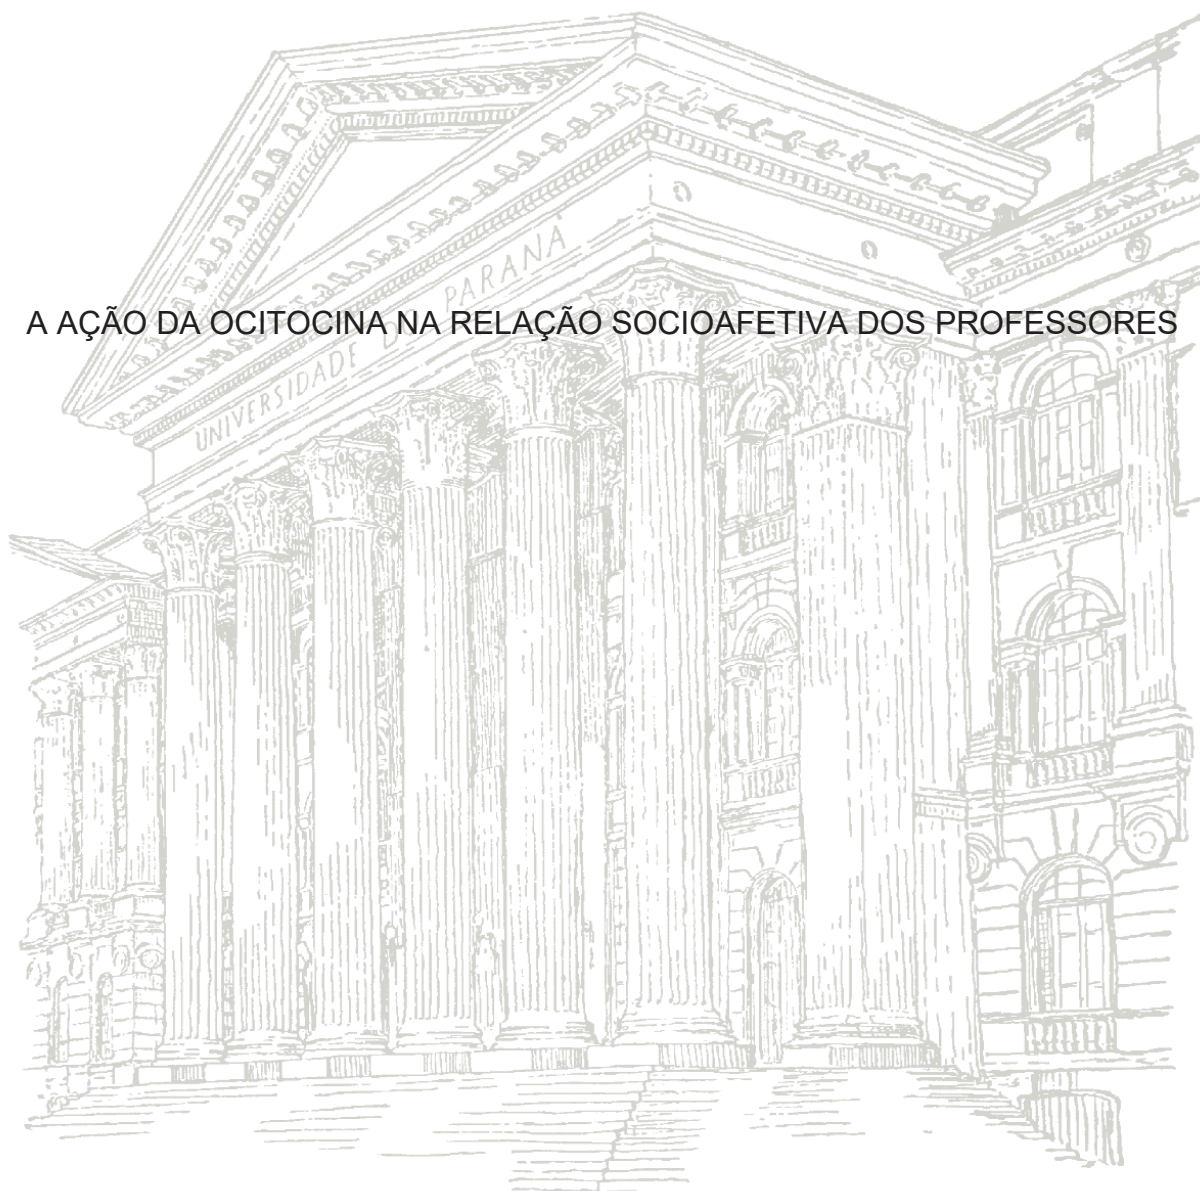 A AÇÃO DA OCITOCINA NA RELAÇÃO SOCIOAFETIVA DOS PROFESSORES
UNIVERSIDADE D PARANÁ